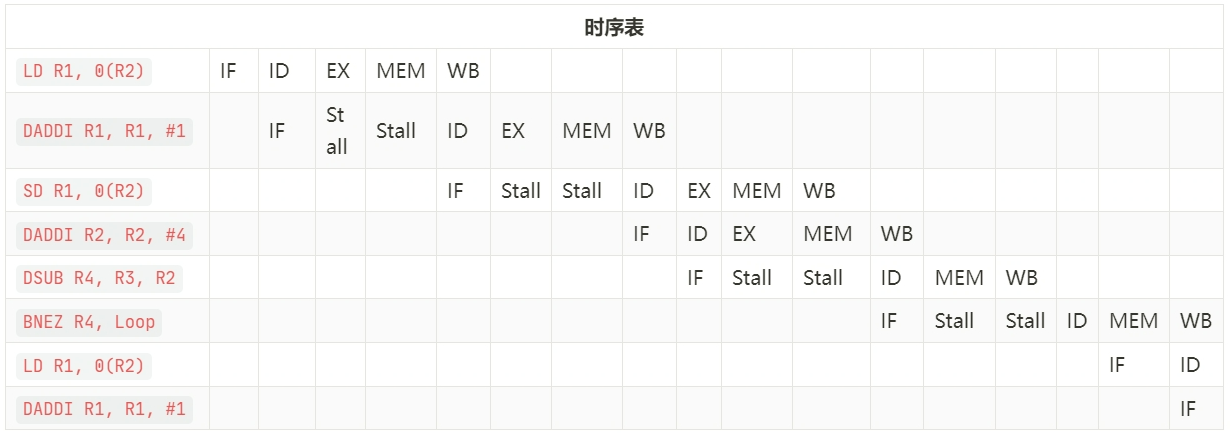 时序表
LD R1, 0(R2) IF ID EX MEM WB
DADDI R1, R1, #1 IF Stall Stall ID EX MEM WB
SD R1, 0(R2) IF Stall Stall ID EX MEM WB
DADDI R2, R2, #4 IF ID EX MEM WB
DSUB R4, R3, R2 IF Stall Stall ID MEM WB
BNEZ R4, Loop IF Stall Stall ID MEM WB
LD R1, 0(R2) IF ID
DADDI R1, R1, #1 IF